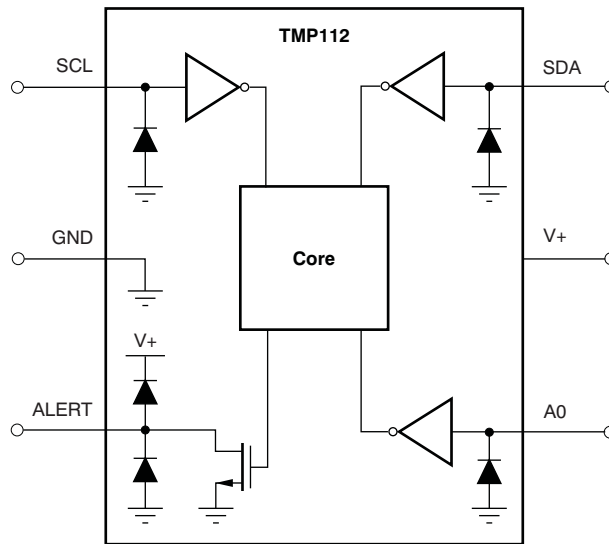 TMP112
SCL
SDA
GND
Core
V+
V+
ALERT
A0